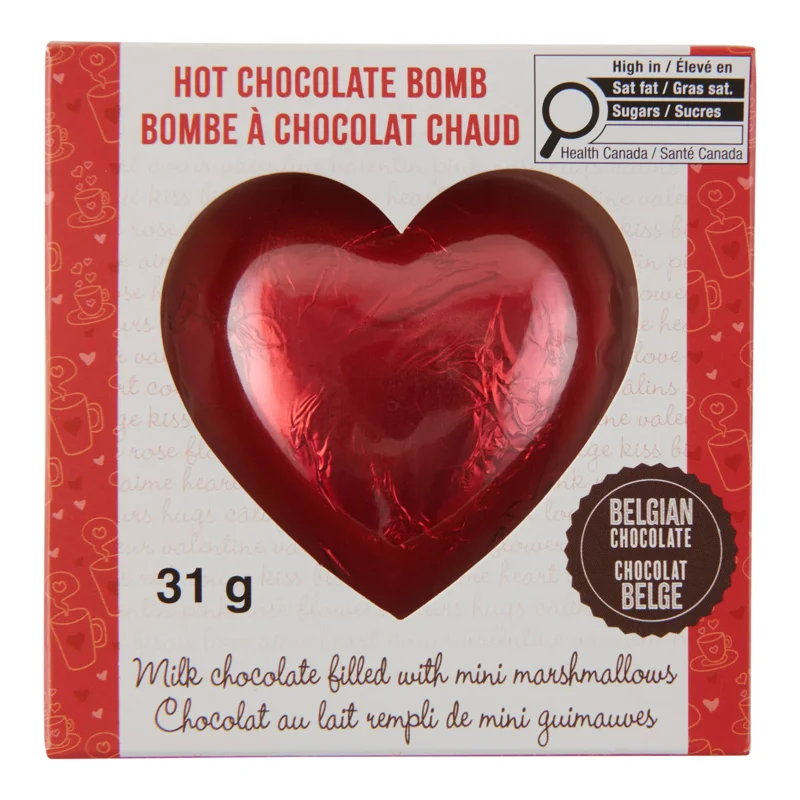 HOT CHOCOLATE BOMB
BOMBE À CHOCOLAT CHAUD
High in / Élevé en
Sat fat / Gras sat.
Sugars / Sucres
Health Canada / Santé Canada
BELGIAN
CHOCOLATE
CHOCOLAT
BELGE
31 g
Milk chocolate filled with mini marshmallows
Chocolat au lait rempli de mini guimauves